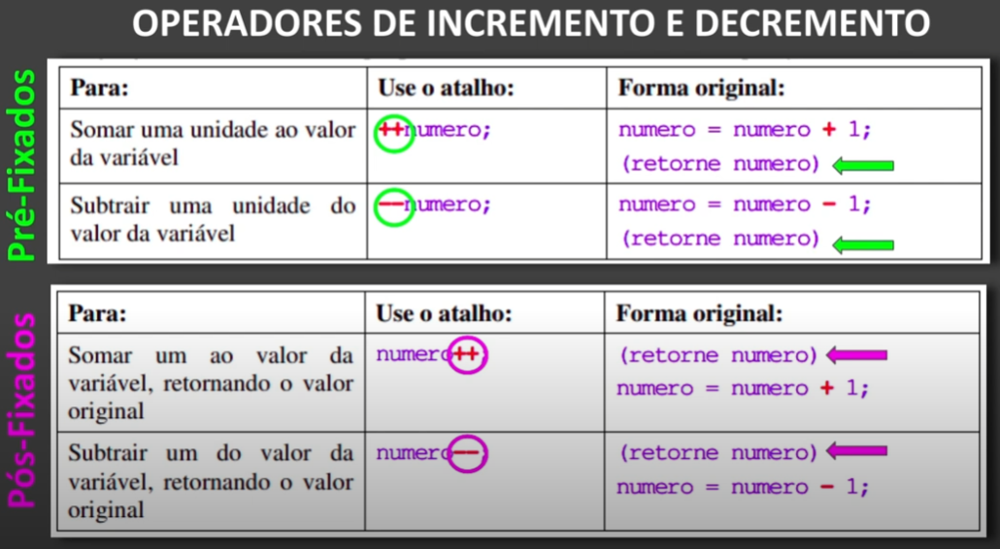 OPERADORES DE INCREMENTO E DECREMENTO
Pré-Fixados
Para:
Use o atalho:
Forma original:
Somar uma unidade ao valor
da variável
++numero;
numero = numero + 1;
(retorne numero)
Subtrair uma unidade do
valor da variável
--numero;
numero = numero - 1;
(retorne numero)
Pós-Fixados
Para:
Use o atalho:
Forma original:
Somar um ao valor da
variável, retornando o valor
original
numero++;
(retorne numero)
numero = numero + 1;
Subtrair um do valor da
variável, retornando o valor
original
numero--;
(retorne numero)
numero = numero - 1;